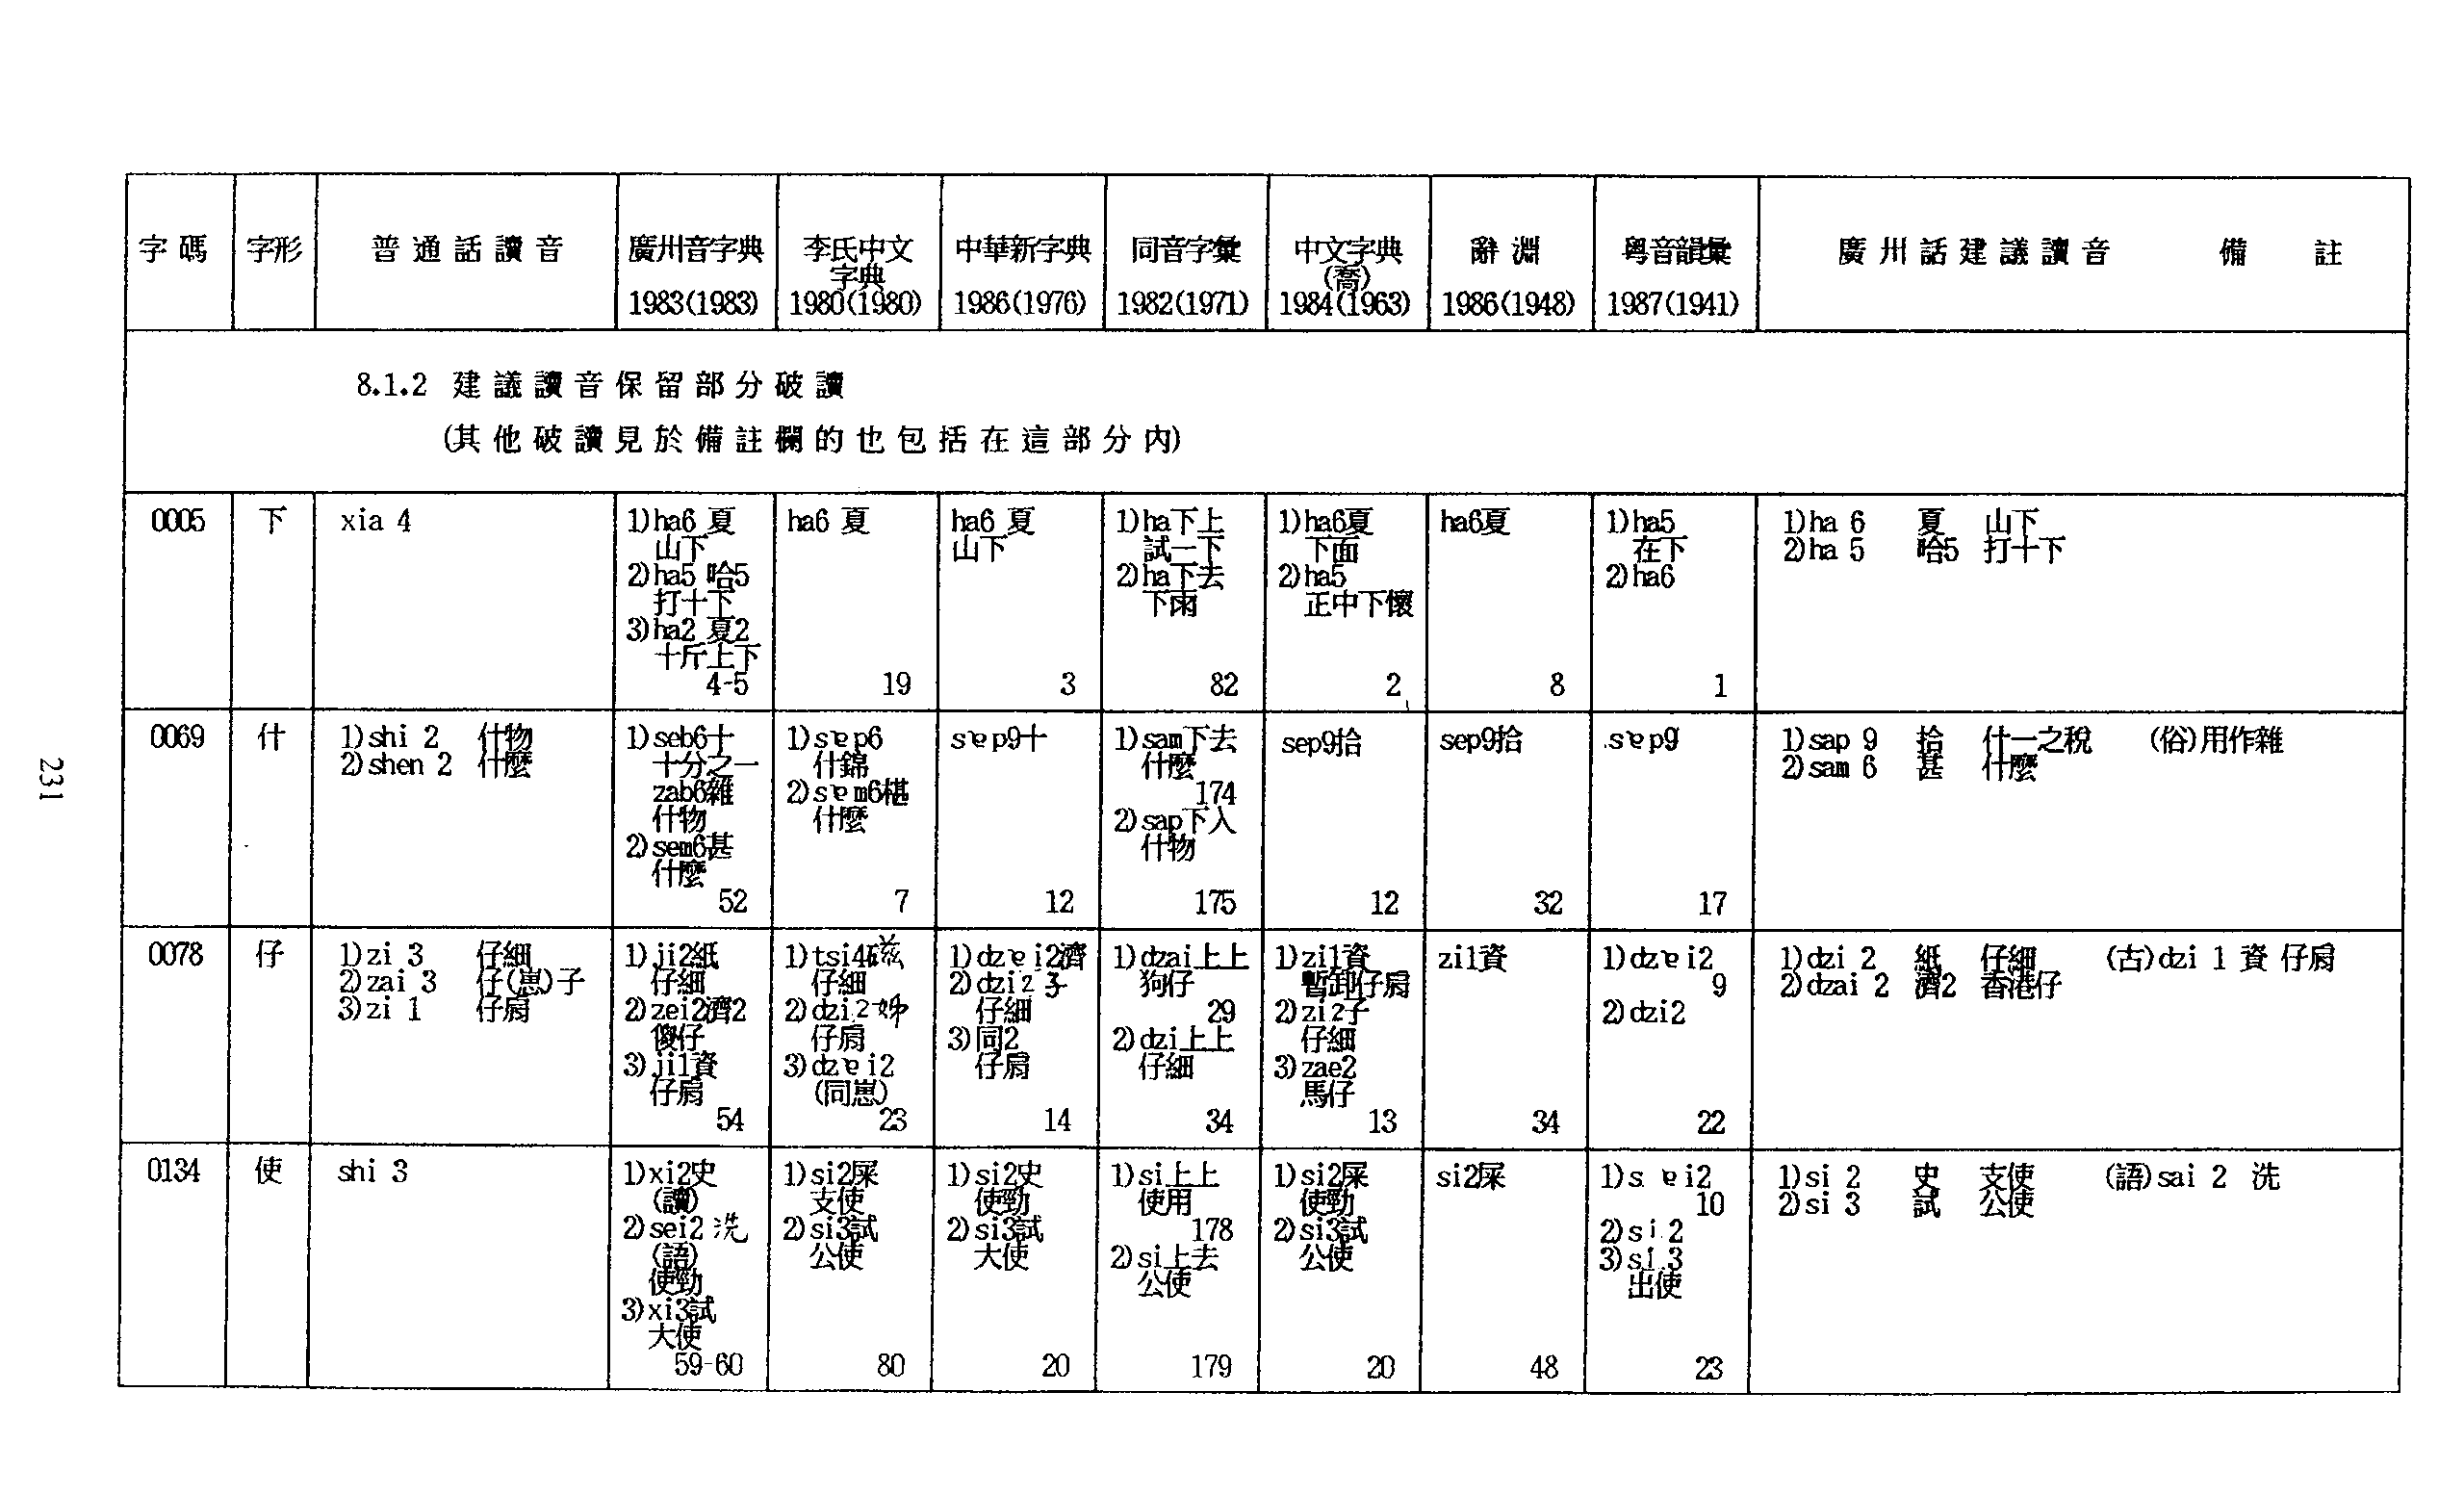 字碼 字形 普通話讀音 廣州音字典 1983(1983) 李氏中文字典 1980(1980) 中華新字典 1986(1976) 同音字彙 1982(1971) 中文字典(喬) 1984(1963) 辭淵 1986(1948) 粵音韻彙 1987(1941) 廣州話建議讀音 備註
8.1.2 建議讀音保留部分破讀
(其他破讀見於備註欄的也包括在這部分內)
0005
下
xia 4
1)ha6 夏
山下
2)ha5 哈5
打十下
3)ha2 夏2
十斤上下
4-5
ha6 夏
19
ha6 夏
山下
3
1)ha下上
試一下
2)ha下去
下雨
82
1)ha6夏
下面
2)ha5
正中下懷
2
ha6夏
8
1)ha5
在下
2)ha6
1
1)ha 6 夏 山下
2)ha 5 哈5 打十下
0069
什
1)shi 2 什物
2)shen 2 什麼
1)seb6十
十分之一
zab6雜
什物
2)sem6甚
什麼
52
1)sɐp6
什錦
2)sɐm6椹
什麼
7
sɐp9十
12
1)sam下去
什麼
174
2)sap下入
什物
175
sep9拾
12
sep9拾
32
sɐp9
17
1)sap 9 拾 什一之稅 (俗)用作雜
2)sam 6 甚 什麼
0078
仔
1)zi 3 仔細
2)zai 3 仔(崽)子
3)zi 1 仔肩
1)ji2紙
仔細
2)zei2濟2
傻仔
3)ji1資
仔肩
54
1)tsi4磁
仔細
2)dzi2姊
仔肩
3)dzɐi2
(同崽)
23
1)dzɐi2濟
2)dzi2子
仔細
3)同2
仔肩
14
1)dzai上上
狗仔
29
2)dzi上上
仔細
34
1)zi1資
暫卸仔肩
2)zi2子
仔細
3)zae2
馬仔
13
zi1資
34
1)dzɐi2
9
2)dzi2
22
1)dzi 2 紙 仔細 (古)dzi 1 資 仔肩
2)dzai 2 濟2 香港仔
0134
使
shi 3
1)xi2史
(讀)
2)sei2 洗
(語)
使勁
3)xi3試
大使
59-60
1)si2屎
支使
2)si3試
公使
80
1)si2史
使勁
2)si3試
大使
20
1)si上上
使用
178
2)si上去
公使
179
1)si2屎
使勁
2)si3試
公使
20
si2屎
48
1)sɐi2
10
2)si2
3)si3
出使
23
1)si 2 史 支使 (語)sai 2 洗
2)si 3 試 公使
231